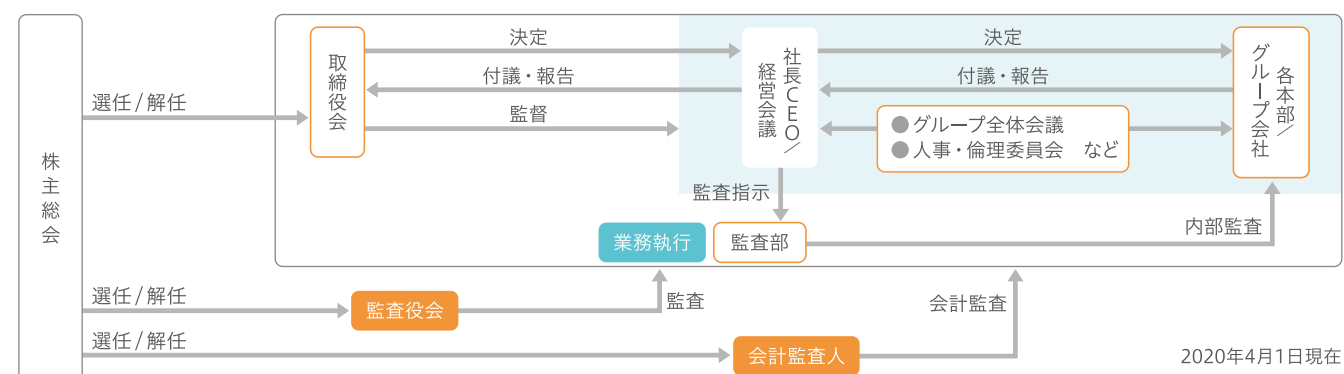 株主総会
選任/解任
取締役会
決定
付議・報告
監督
社長CEO/
経営会議
決定
付議・報告
●グループ全体会議
●人事・倫理委員会 など
各本部/
グループ会社
監査指示
業務執行
監査部
内部監査
選任/解任
監査役会
監査
会計監査
選任/解任
会計監査人
2020年4月1日現在